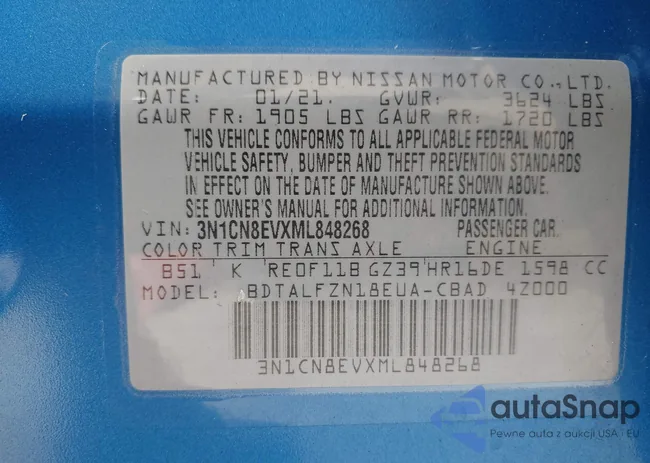 MANUFACTURED BY NISSAN MOTOR CO., LTD.
DATE: 01/21. GVWR: 3624 LBS
GAWR FR: 1905 LBS GAWR RR: 1720 LBS
THIS VEHICLE CONFORMS TO ALL APPLICABLE FEDERAL MOTOR
VEHICLE SAFETY, BUMPER AND THEFT PREVENTION STANDARDS
IN EFFECT ON THE DATE OF MANUFACTURE SHOWN ABOVE.
SEE OWNER'S MANUAL FOR ADDITIONAL INFORMATION.
VIN: 3N1CN8EVXML848268 PASSENGER CAR.
COLOR TRIM TRANS AXLE ENGINE
B51 K RE0F11B GZ39 HR16DE 1598 CC
MODEL: BDTALFZN18EUA-CBAD 4Z000
3N1CN8EVXML848268
autaSnap
Pewne auta z aukcji USA i EU